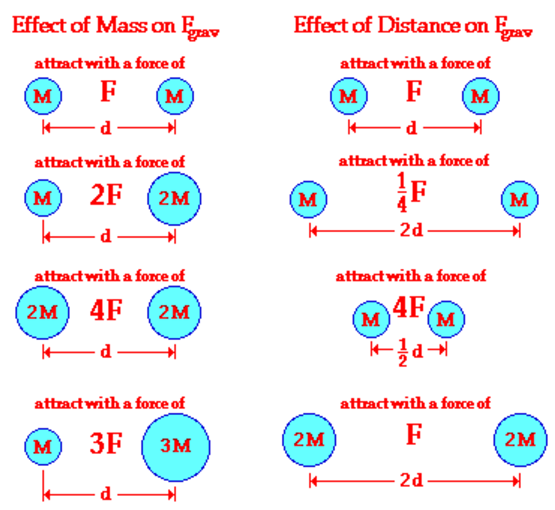 Effect of Mass on Fgrav
attract with a force of
M F M
d
attract with a force of
M 2F 2M
d
attract with a force of
2M 4F 2M
d
attract with a force of
M 3F 3M
d
Effect of Distance on Fgrav
attract with a force of
M F M
d
attract with a force of
M 1/4F M
2d
attract with a force of
M 4F M
1/2d
attract with a force of
2M F 2M
2d